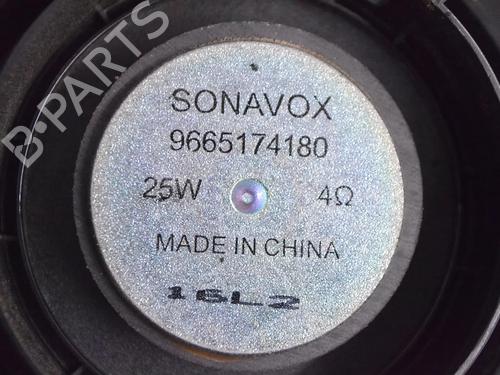 B-PARTS
SONAVOX
9665174180
25W 4Ω
MADE IN CHINA
16L2